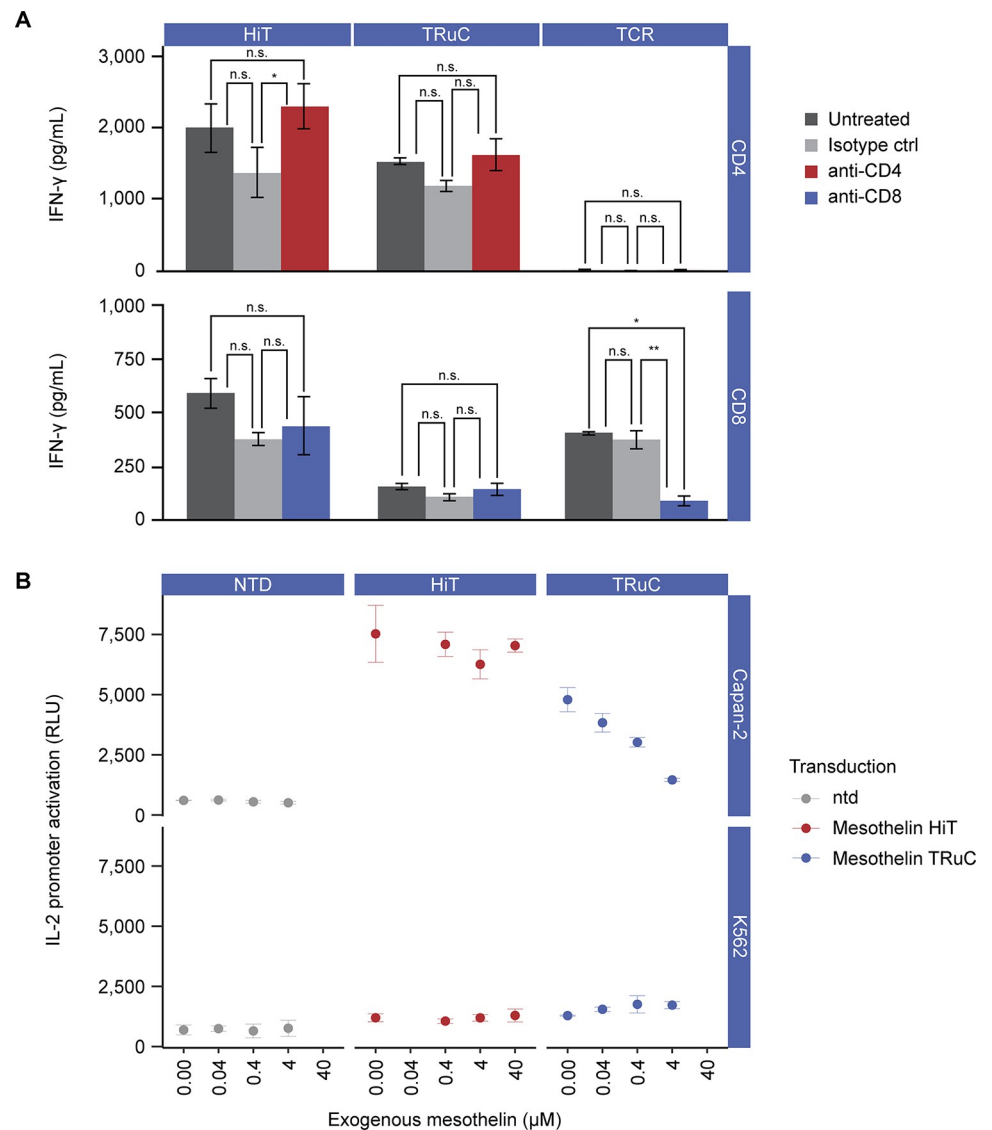 A
HiT TRuC TCR
3,000
2,000
1,000
0
IFN-γ (pg/mL)
n.s.
n.s. *
n.s.
n.s. n.s.
n.s.
n.s. n.s.
CD4
Untreated
Isotype ctrl
anti-CD4
anti-CD8
1,000
750
500
250
0
IFN-γ (pg/mL)
n.s.
n.s. n.s.
n.s.
n.s. n.s.
*
n.s. **
CD8
B
NTD HiT TRuC
7,500
5,000
2,500
0
Capan-2
IL-2 promoter activation (RLU)
7,500
5,000
2,500
0
K562
0.00 0.04 0.4 4 40 0.00 0.4 4 40 0.00 0.04 0.4 4 40
Exogenous mesothelin (µM)
Transduction
ntd
Mesothelin HiT
Mesothelin TRuC